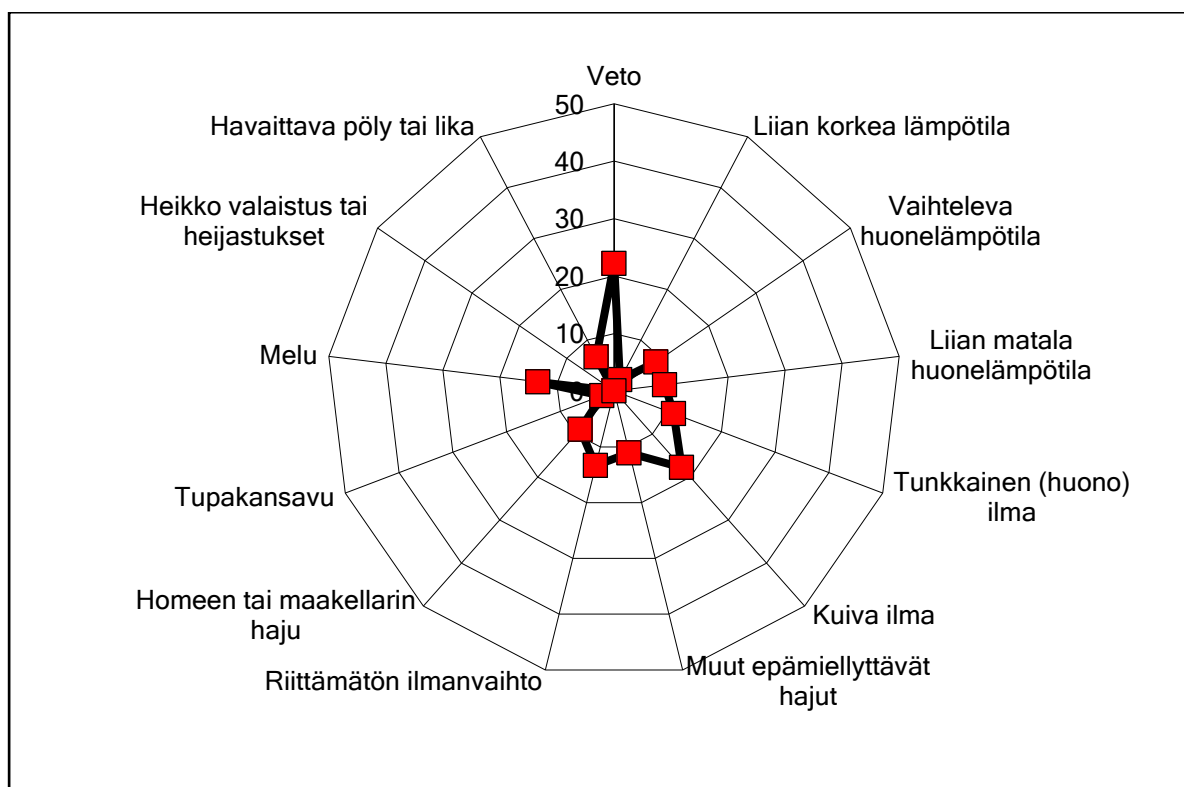 Veto
50
40
30
20
10
0
Liian korkea lämpötila
Vaihteleva
huonelämpötila
Liian matala
huonelämpötila
Tunkkainen (huono)
ilma
Kuiva ilma
Muut epämiellyttävät
hajut
Riittämätön ilmanvaihto
Homeen tai maakellarin
haju
Tupakansavu
Melu
Heikko valaistus tai
heijastukset
Havaittava pöly tai lika